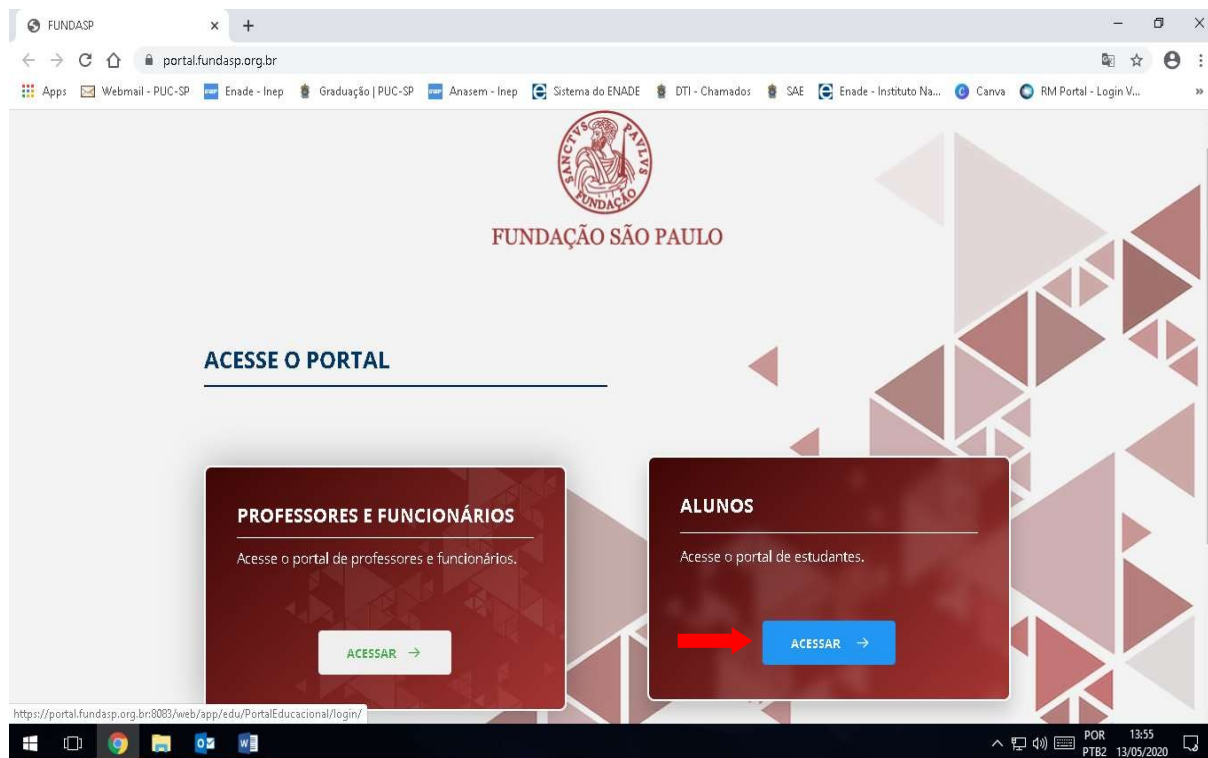 FUNDASP
portal.fundasp.org.br
Apps Webmail - PUC-SP Enade - Inep Graduação | PUC-SP Anasem - Inep Sistema do ENADE DTI - Chamados SAE Enade - Instituto Na... Canva RM Portal - Login V... »
SANCTVS PAVLVS
FUNDAÇÃO
FUNDAÇÃO SÃO PAULO
ACESSE O PORTAL
PROFESSORES E FUNCIONÁRIOS
Acesse o portal de professores e funcionários.
ACESSAR →
ALUNOS
Acesse o portal de estudantes.
ACESSAR →
https://portal.fundasp.org.br:8083/web/app/edu/PortalEducacional/login/
POR 13:55
PTB2 13/05/2020